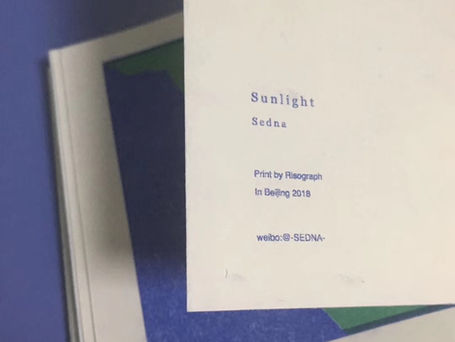 Sunlight
Sedna
Print by Risograph
In Beijing 2018
weibo:@-SEDNA-